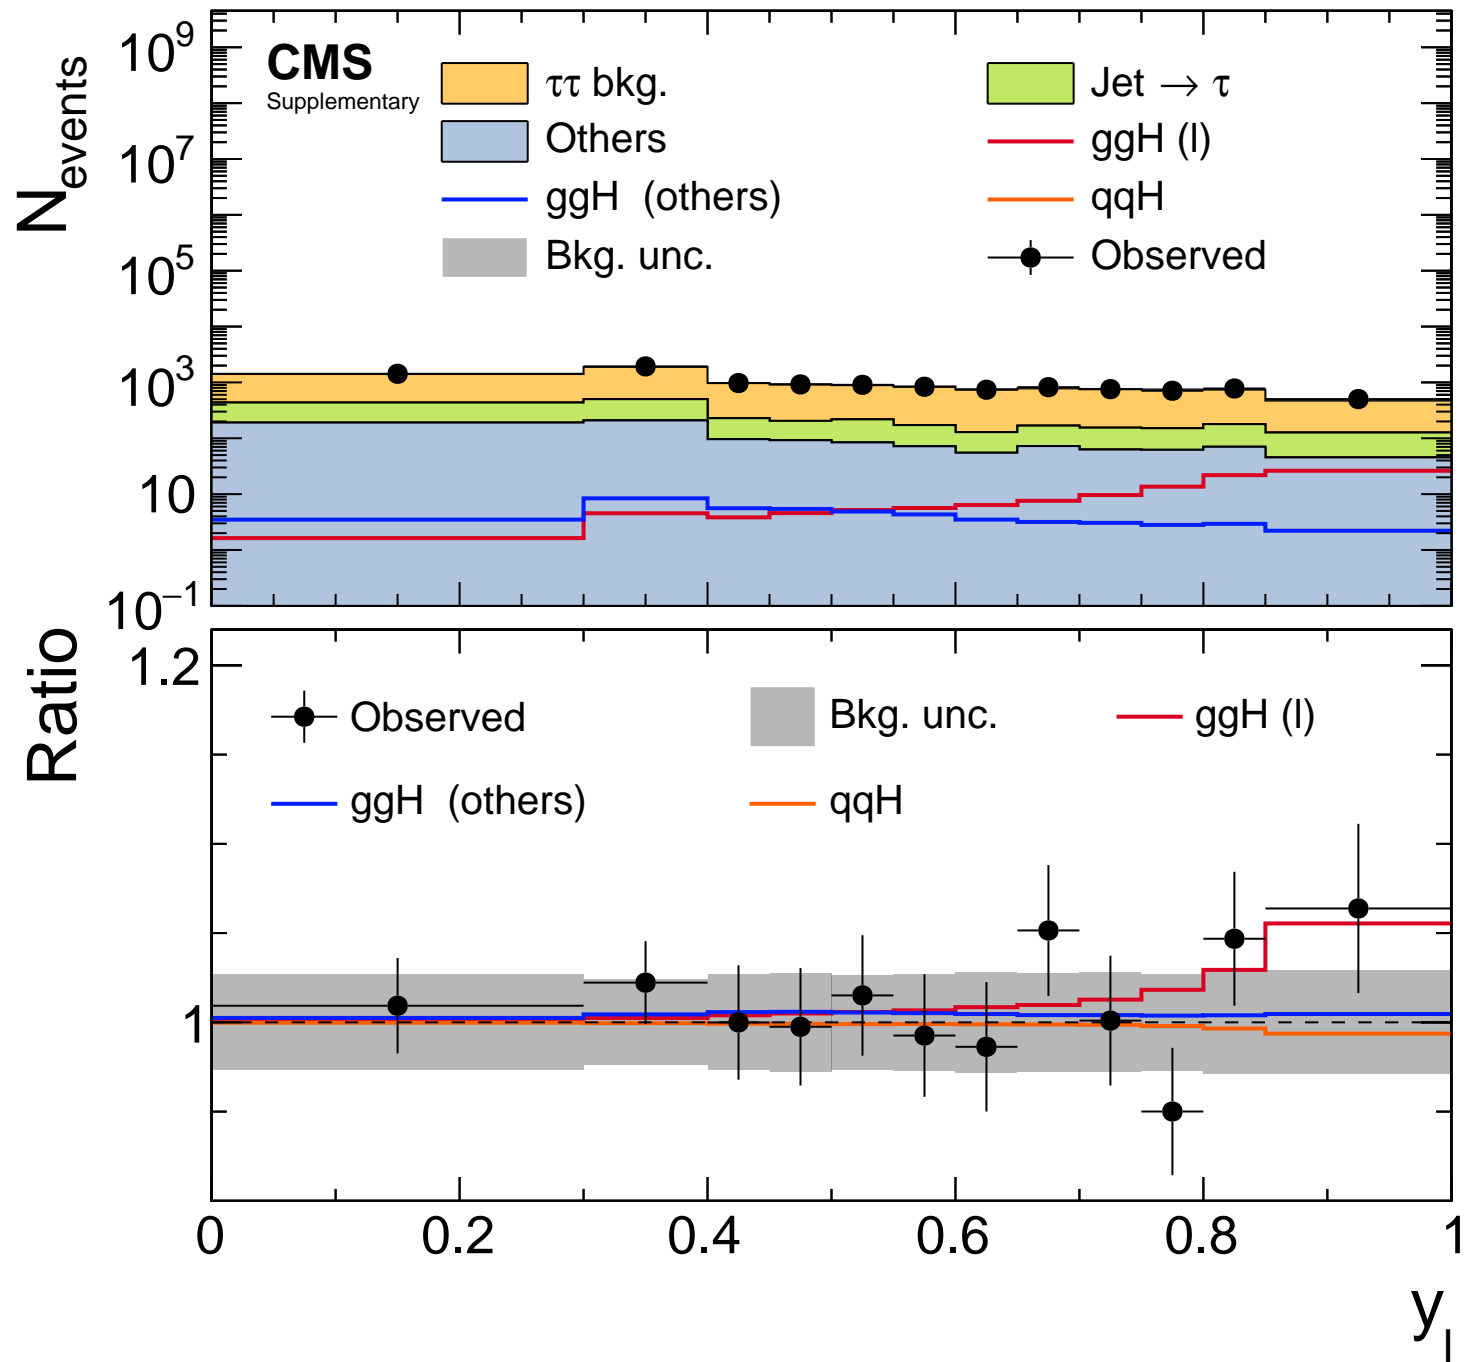 N_events
10^9
10^7
10^5
10^3
10
10^−1
CMS
Supplementary
ττ bkg.
Jet → τ
Others
ggH (l)
ggH (others)
qqH
Bkg. unc.
Observed
Ratio
1.2
1
Observed
Bkg. unc.
ggH (l)
ggH (others)
qqH
0 0.2 0.4 0.6 0.8 1
y_l